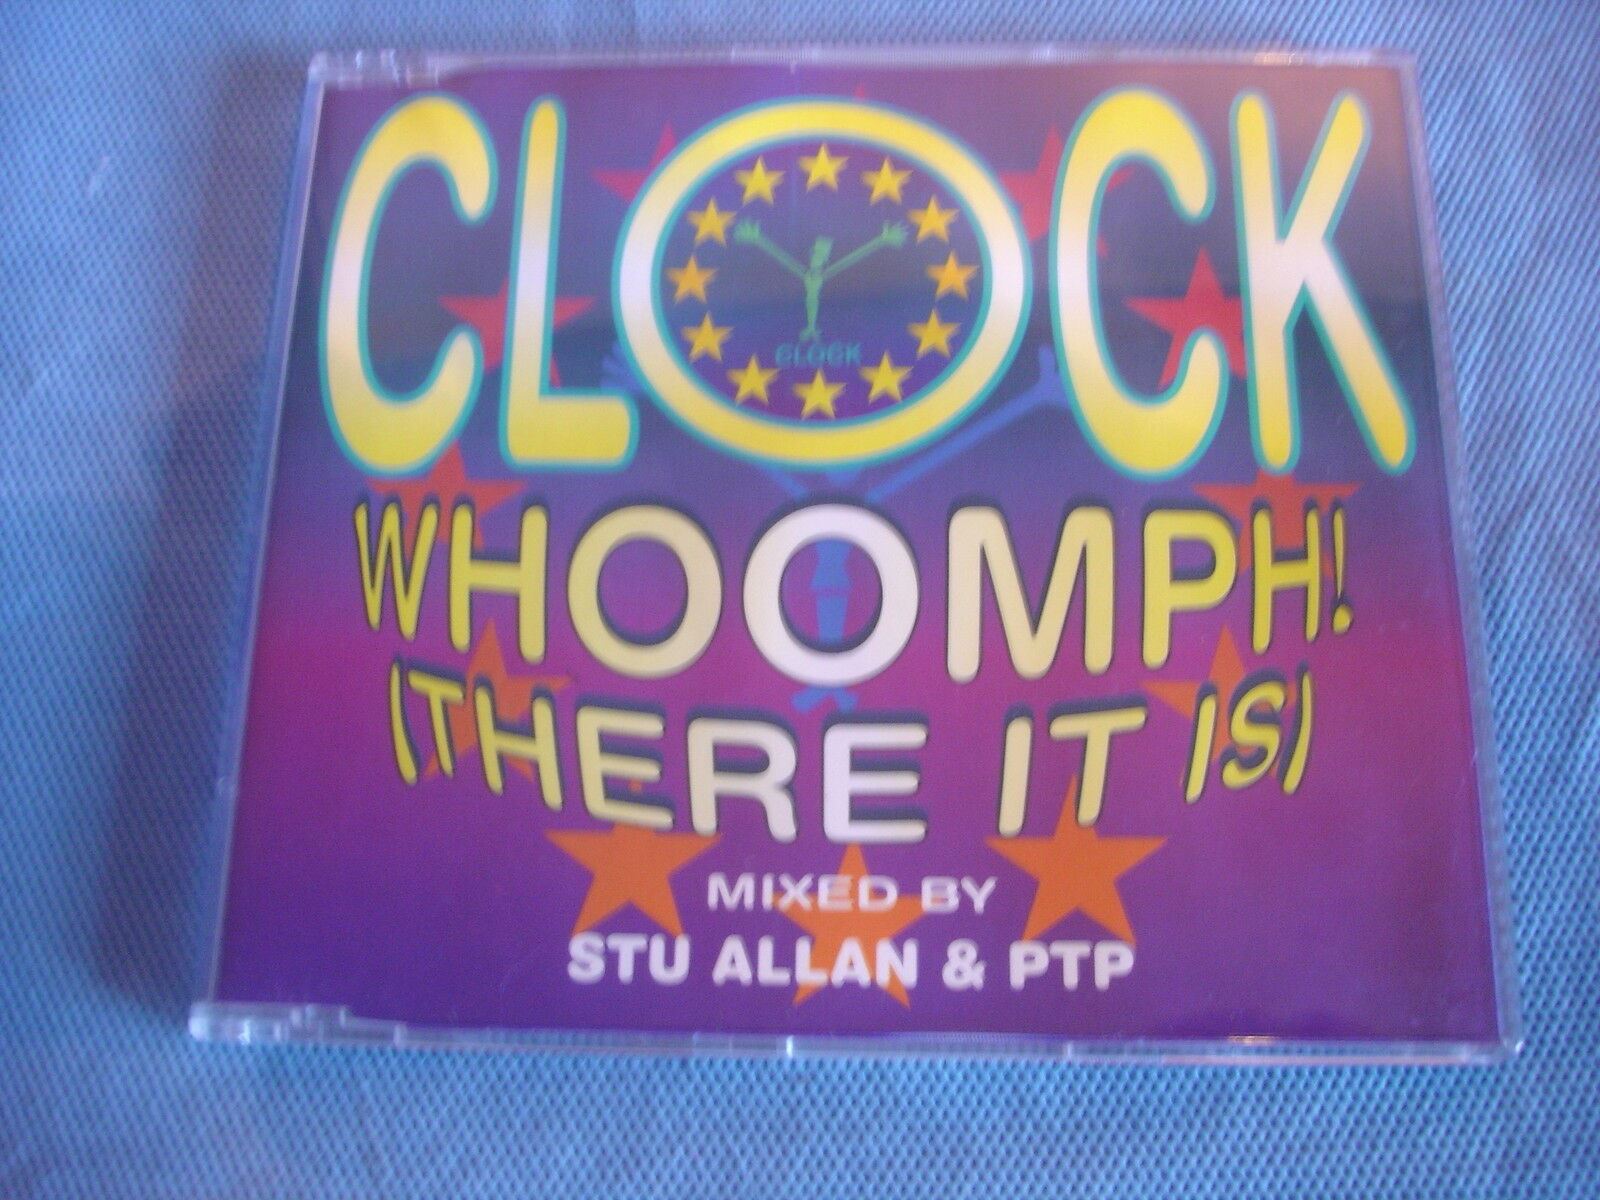 CLOCK
CLOCK
WHOOMPH!
(THERE IT IS)
MIXED BY
STU ALLAN & PTP